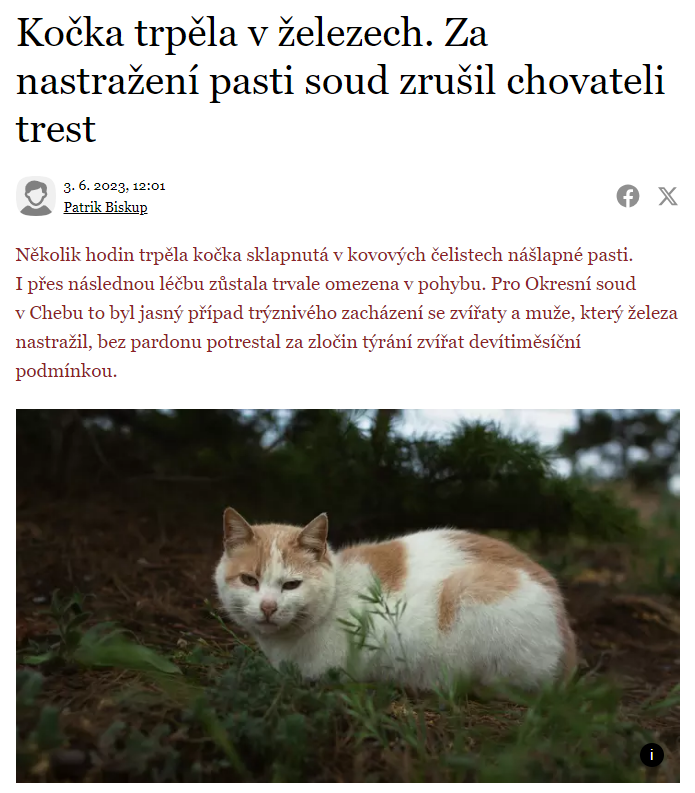 Kočka trpěla v železech. Za
nastražení pasti soud zrušil chovateli
trest
3. 6. 2023, 12:01
Patrik Biskup
Několik hodin trpěla kočka sklapnutá v kovových čelistech nášlapné pasti.
I přes následnou léčbu zůstala trvale omezena v pohybu. Pro Okresní soud
v Chebu to byl jasný případ trýznivého zacházení se zvířaty a muže, který železa
nastražil, bez pardonu potrestal za zločin týrání zvířat devítiměsíční
podmínkou.
i